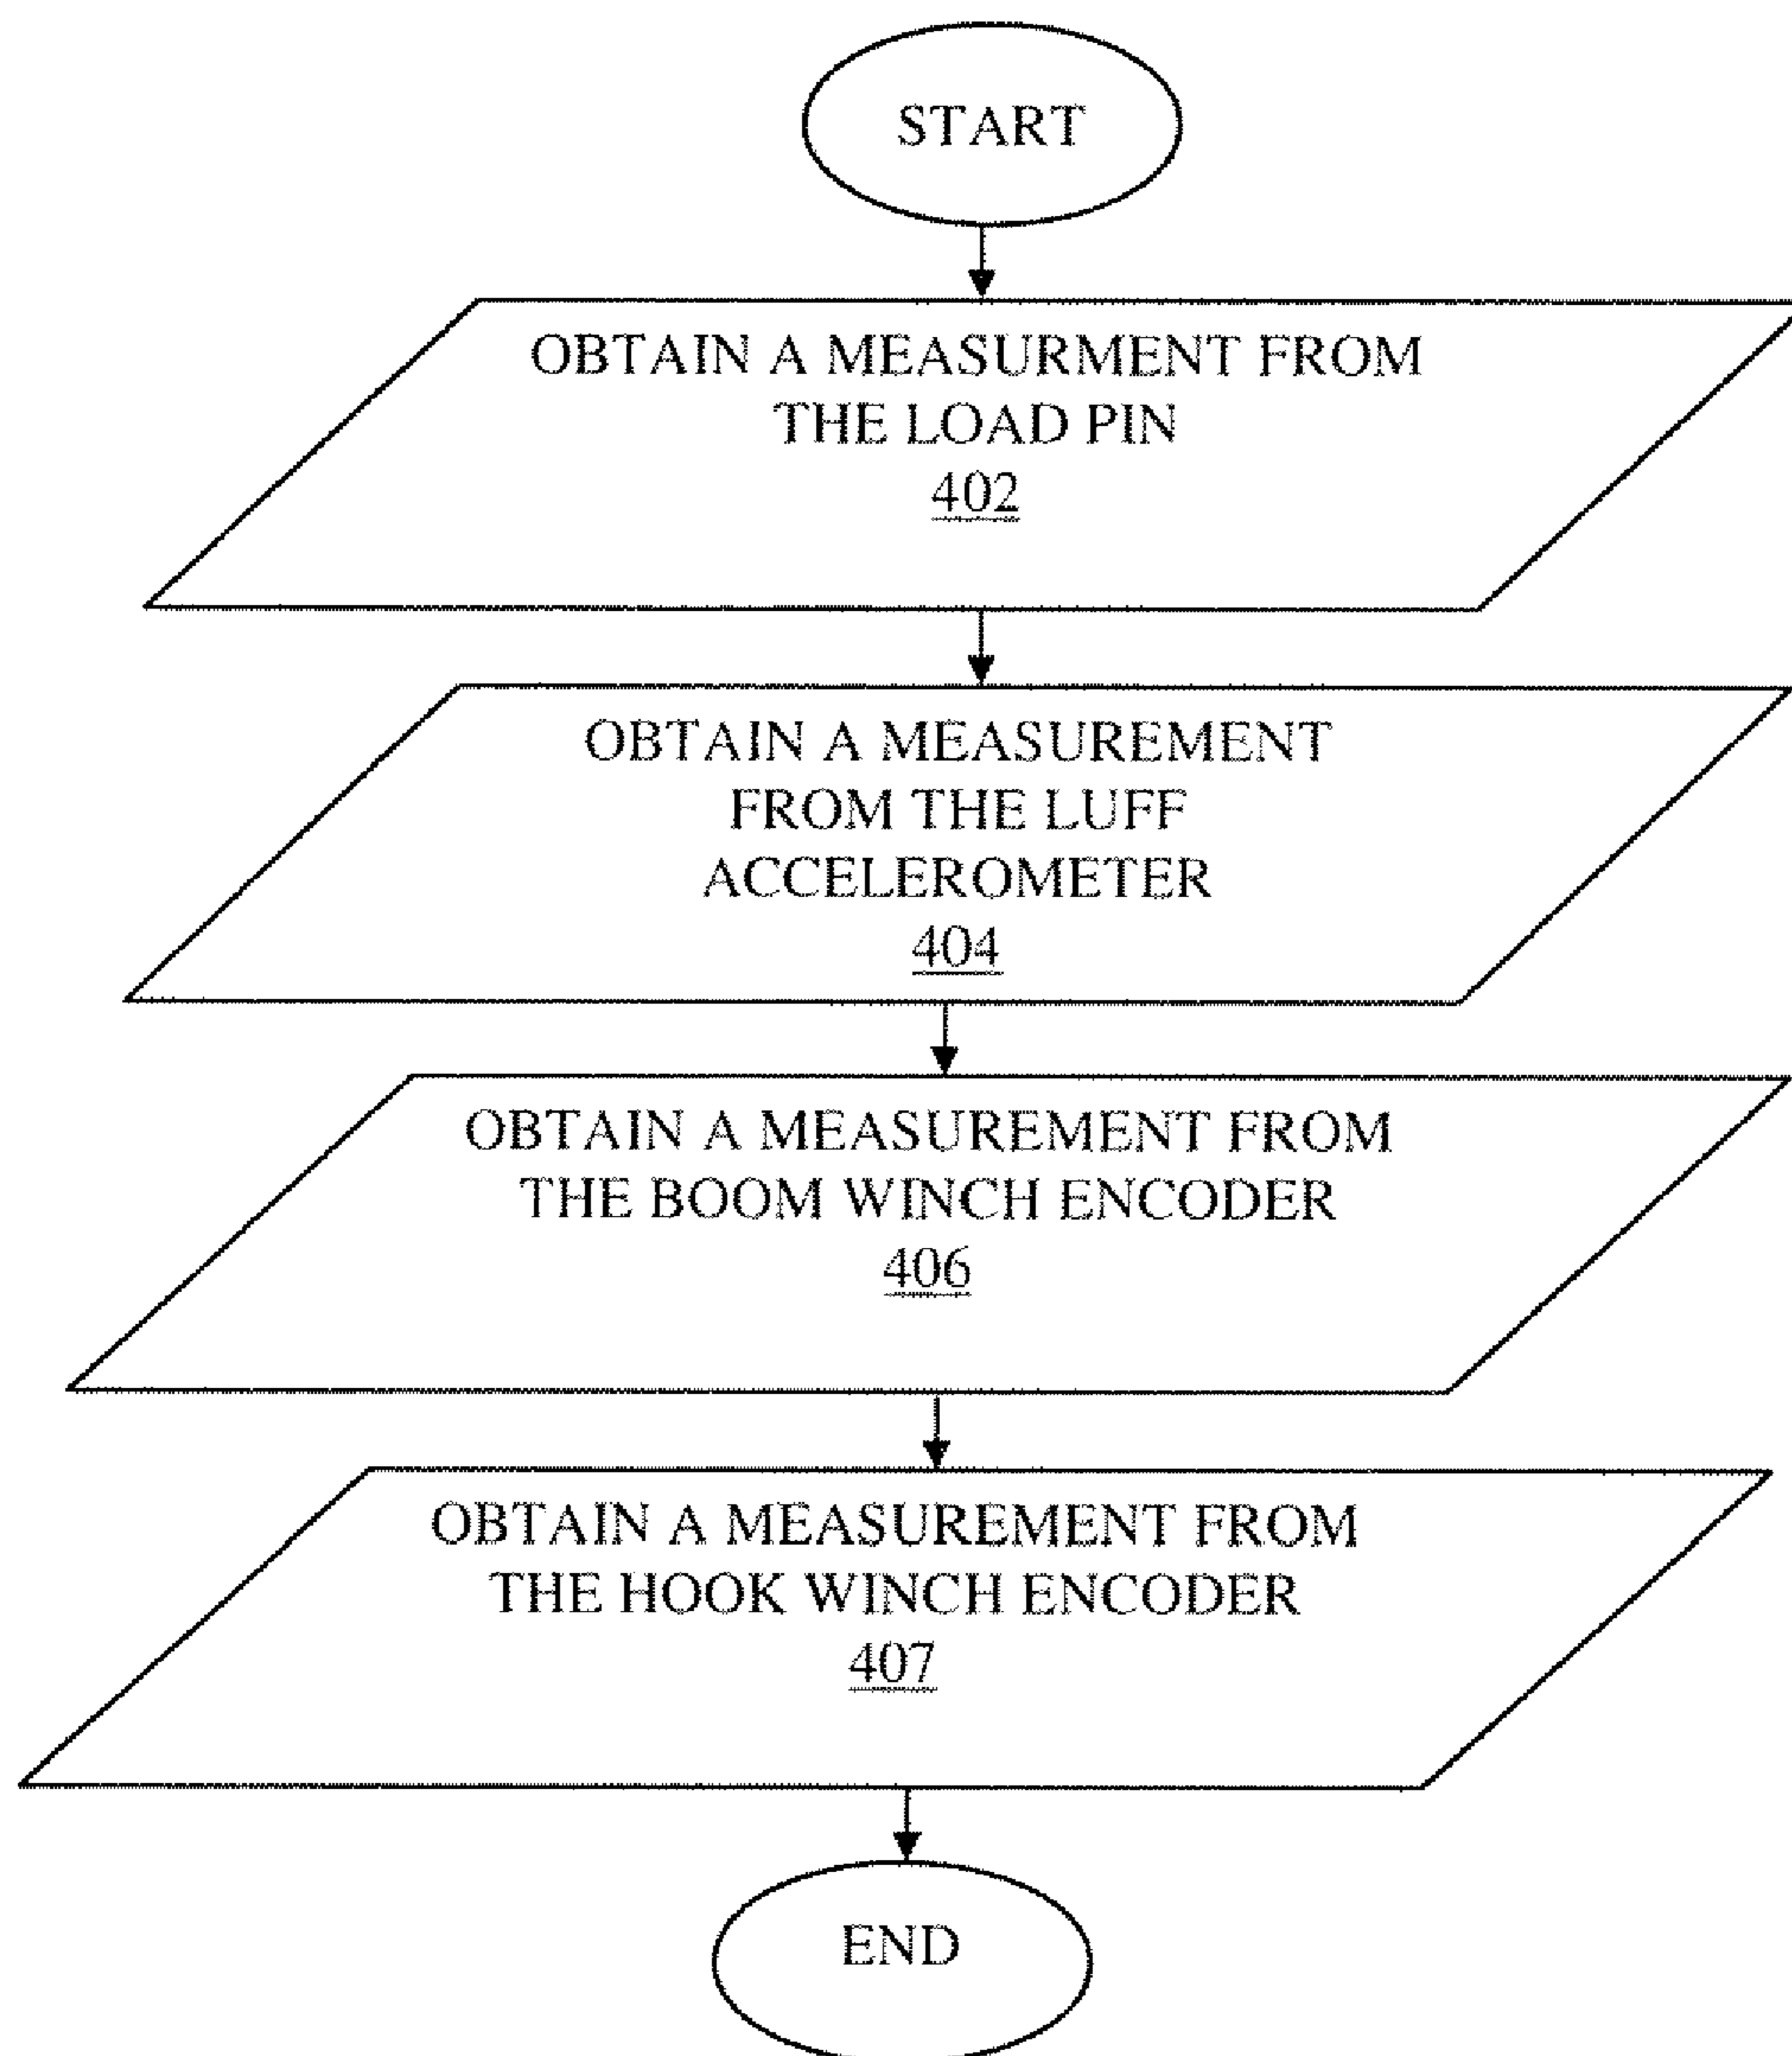 START
OBTAIN A MEASURMENT FROM
THE LOAD PIN
402
OBTAIN A MEASUREMENT
FROM THE LUFF
ACCELEROMETER
404
OBTAIN A MEASUREMENT FROM
THE BOOM WINCH ENCODER
406
OBTAIN A MEASUREMENT FROM
THE HOOK WINCH ENCODER
407
END